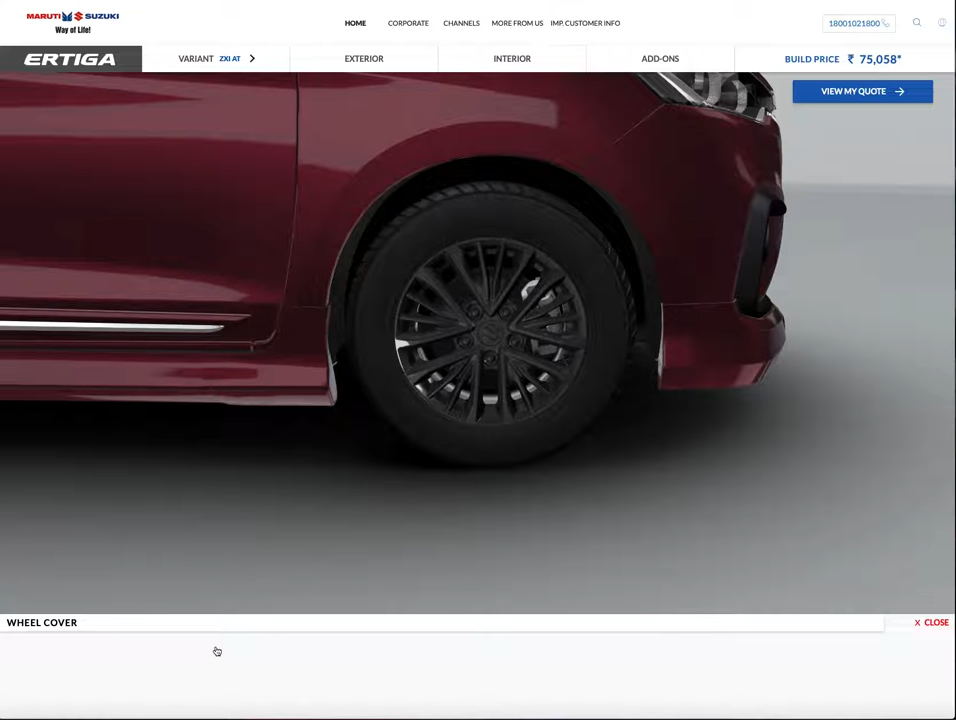 MARUTI SUZUKI
Way of Life!
HOME CORPORATE CHANNELS MORE FROM US IMP. CUSTOMER INFO
18001021800
ERTIGA
VARIANT ZXI AT
EXTERIOR
INTERIOR
ADD-ONS
BUILD PRICE ₹ 75,058*
VIEW MY QUOTE
WHEEL COVER
X CLOSE